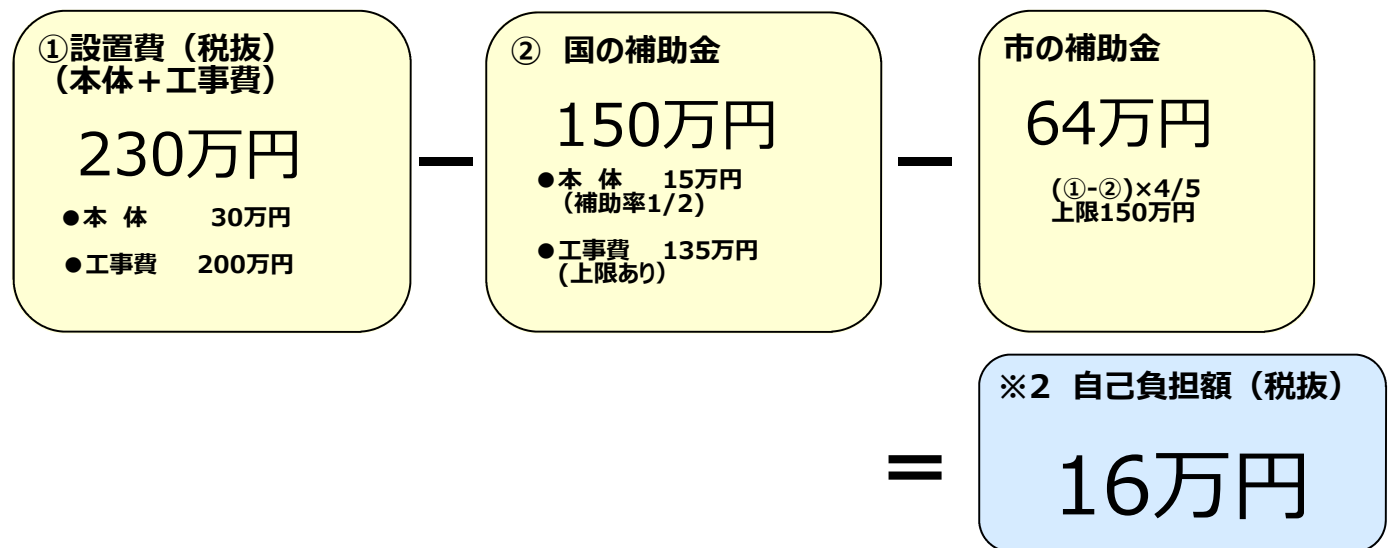 ①設置費（税抜）
（本体＋工事費）
230万円
●本 体 30万円
●工事費 200万円
－
② 国の補助金
150万円
●本 体 15万円
（補助率1/2)
●工事費 135万円
(上限あり）
－
市の補助金
64万円
(①-②)×4/5
上限150万円
＝
※2 自己負担額（税抜）
16万円